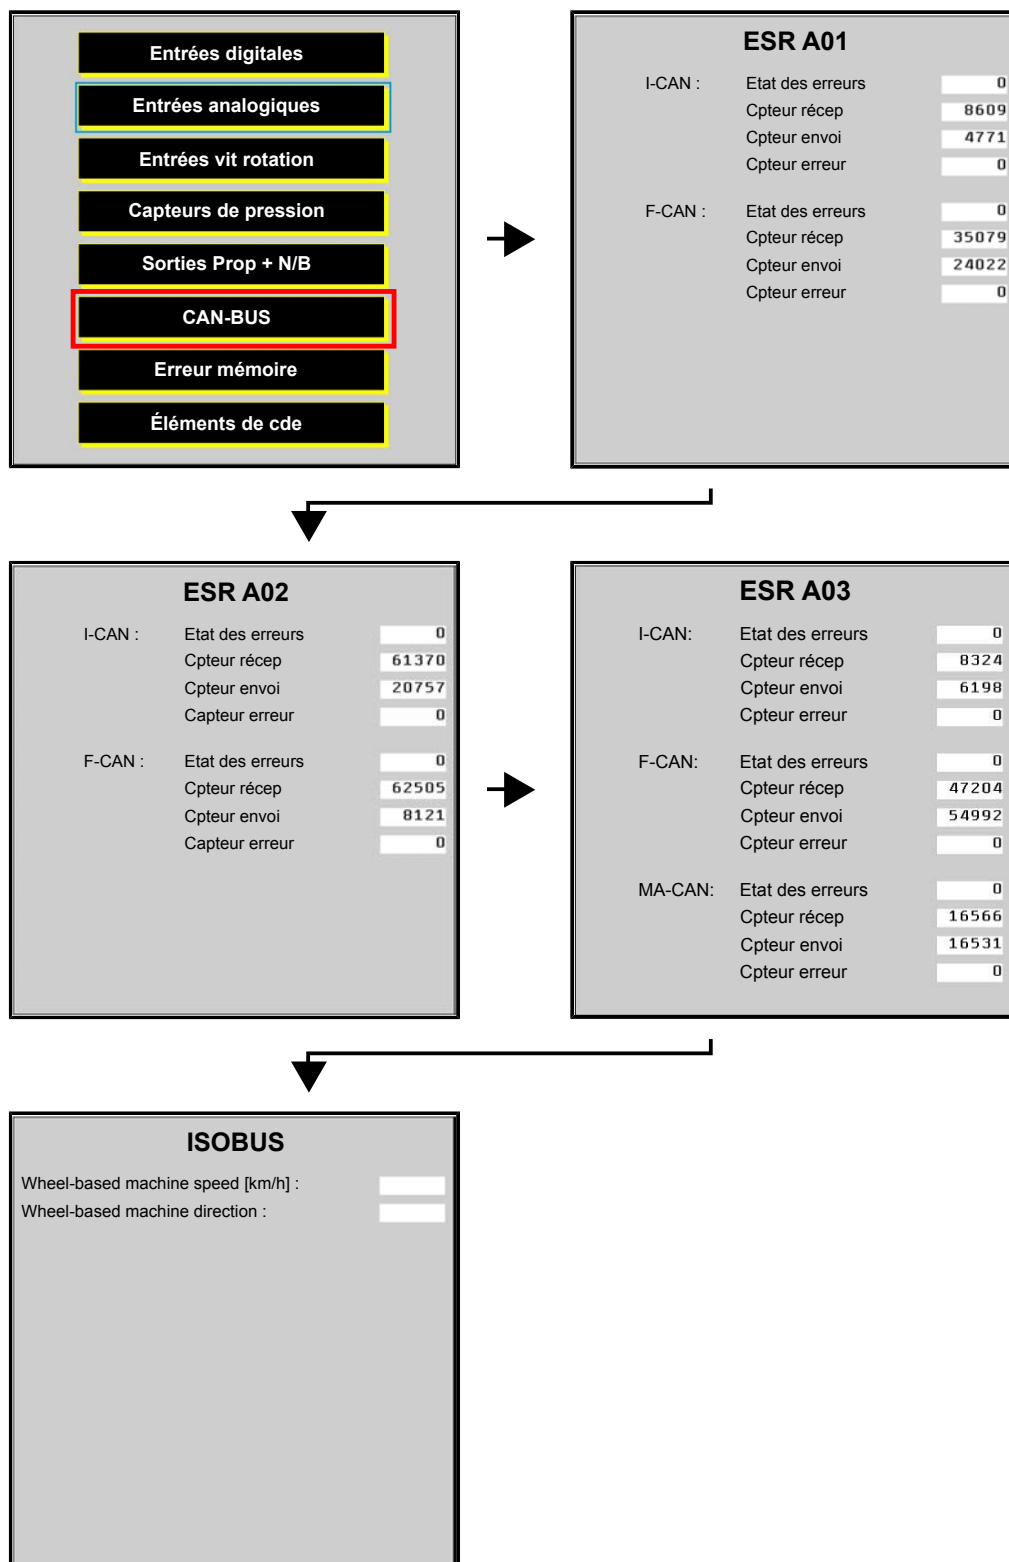 Entrées digitales
Entrées analogiques
Entrées vit rotation
Capteurs de pression
Sorties Prop + N/B
CAN-BUS
Erreur mémoire
Éléments de cde
ESR A01
I-CAN : Etat des erreurs 0
Cpteur récep 8609
Cpteur envoi 4771
Cpteur erreur 0
F-CAN : Etat des erreurs 0
Cpteur récep 35079
Cpteur envoi 24022
Cpteur erreur 0
ESR A02
I-CAN : Etat des erreurs 0
Cpteur récep 61370
Cpteur envoi 20757
Capteur erreur 0
F-CAN : Etat des erreurs 0
Cpteur récep 62505
Cpteur envoi 8121
Capteur erreur 0
ESR A03
I-CAN: Etat des erreurs 0
Cpteur récep 8324
Cpteur envoi 6198
Cpteur erreur 0
F-CAN: Etat des erreurs 0
Cpteur récep 47204
Cpteur envoi 54992
Cpteur erreur 0
MA-CAN: Etat des erreurs 0
Cpteur récep 16566
Cpteur envoi 16531
Cpteur erreur 0
ISOBUS
Wheel-based machine speed [km/h] :
Wheel-based machine direction :